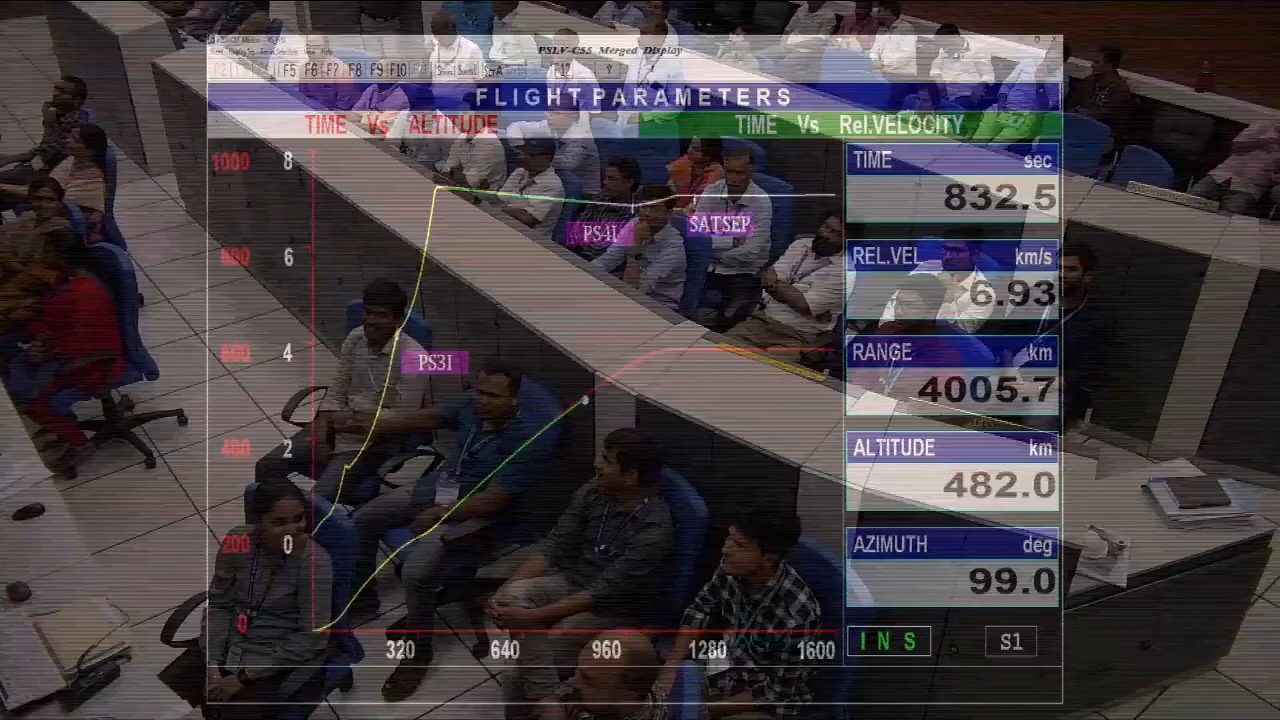 PSLV-C55 Merged Display
F5 F6 F7 F8 F9 F10
F12
FLIGHT PARAMETERS
TIME Vs ALTITUDE TIME Vs Rel.VELOCITY
1000 8
TIME sec
832.5
PS4I SATSEP
800 6
REL.VEL km/s
6.93
600 4
PS3I
RANGE km
4005.7
400 2
ALTITUDE km
482.0
200 0
AZIMUTH deg
99.0
0
320 640 960 1280 1600
INS S1